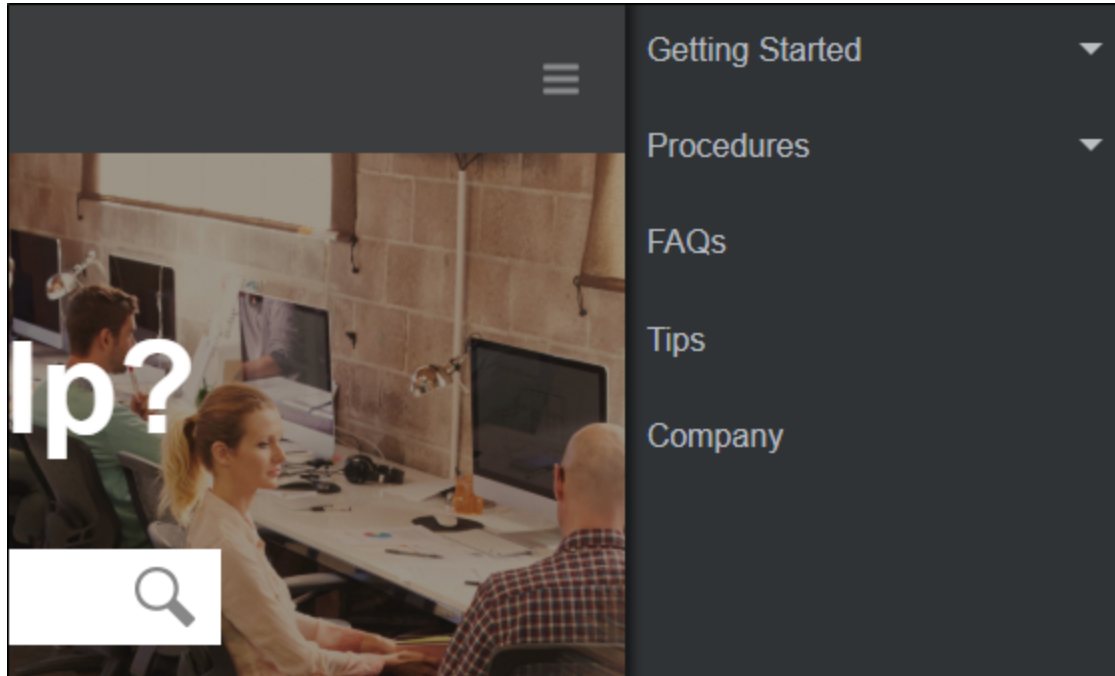 lp?
Getting Started
Procedures
FAQs
Tips
Company